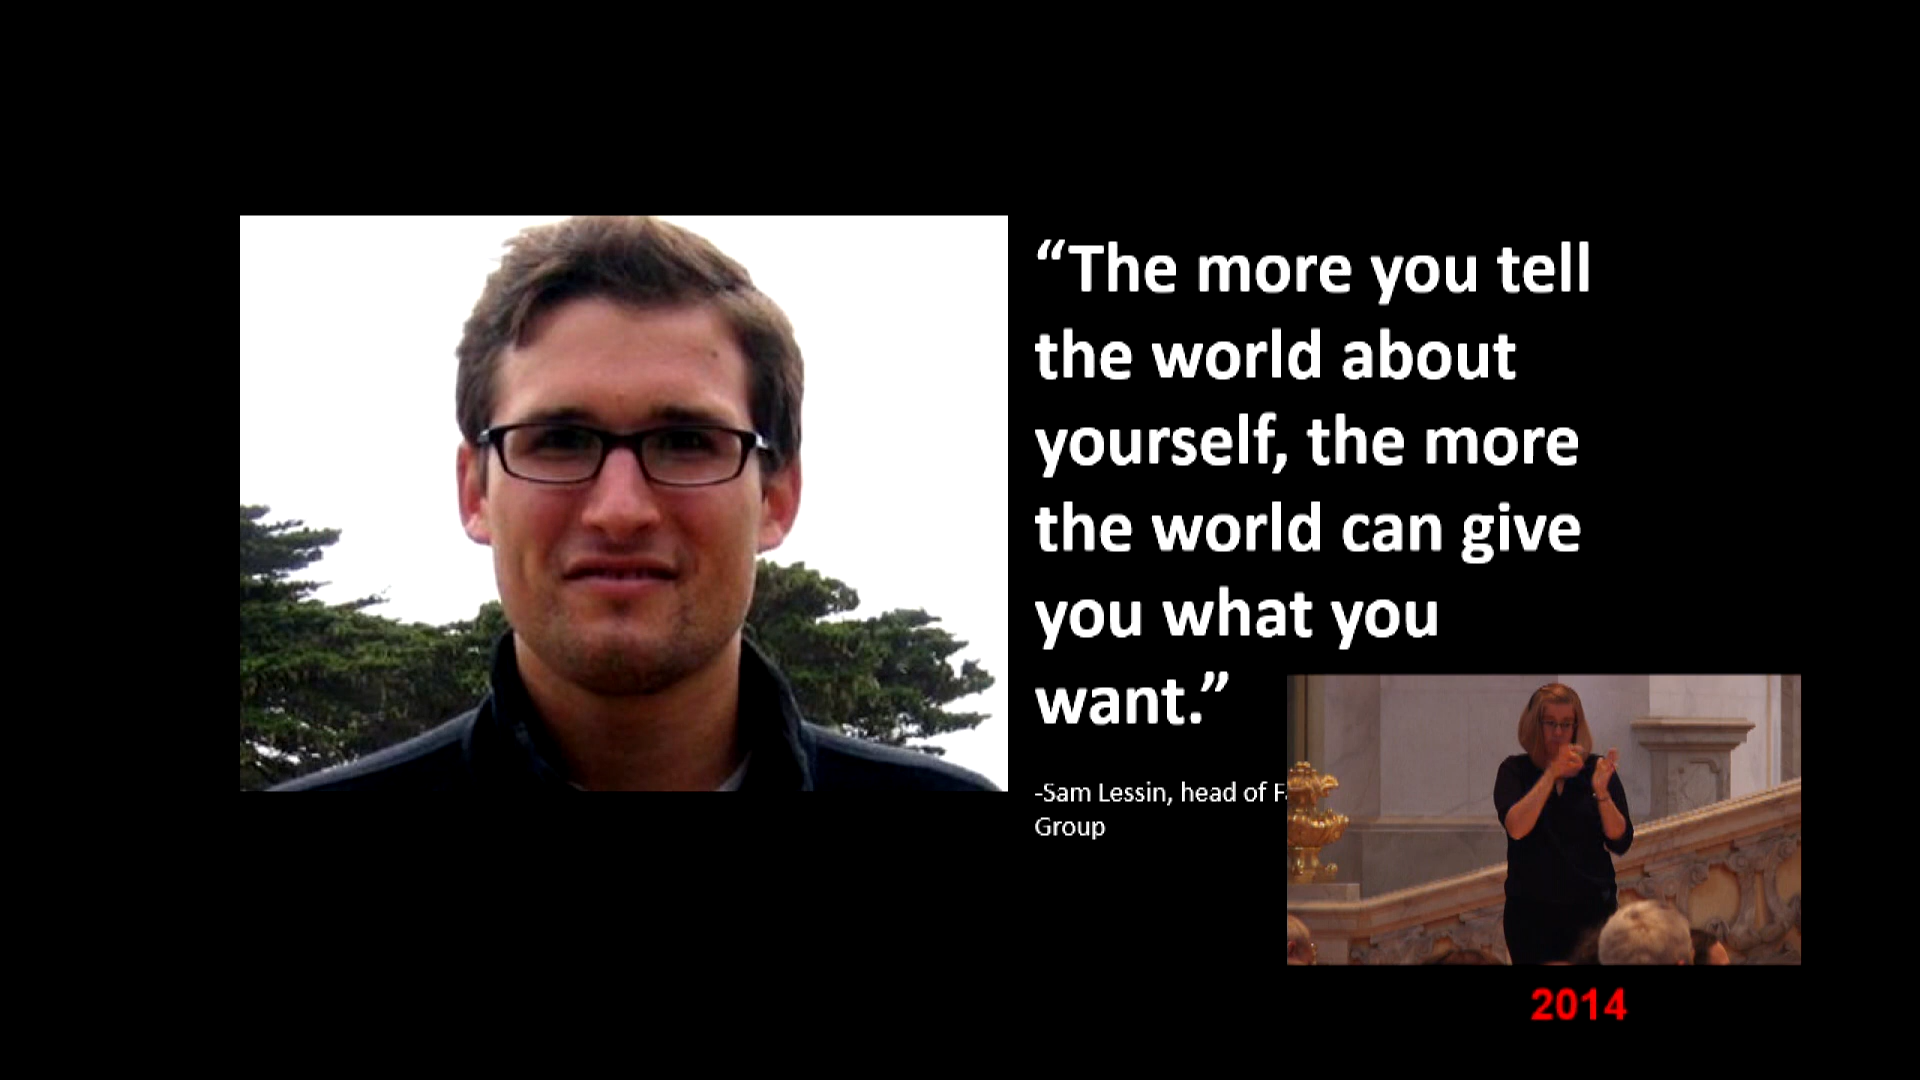 “The more you tell
the world about
yourself, the more
the world can give
you what you
want.”
-Sam Lessin, head of
Group
2014